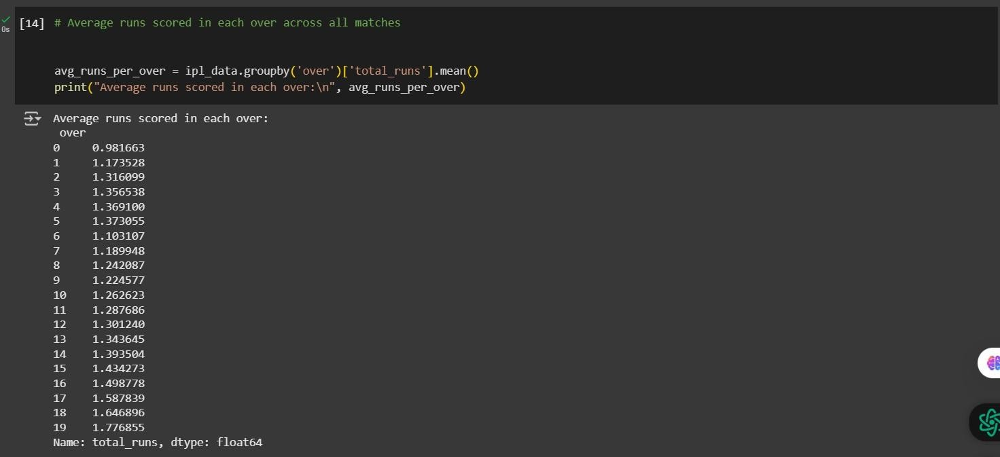 [14] # Average runs scored in each over across all matches
0s
avg_runs_per_over = ipl_data.groupby('over')['total_runs'].mean()
print("Average runs scored in each over:\n", avg_runs_per_over)
Average runs scored in each over:
over
0 0.981663
1 1.173528
2 1.316099
3 1.356538
4 1.369100
5 1.373055
6 1.103107
7 1.189948
8 1.242087
9 1.224577
10 1.262623
11 1.287686
12 1.301240
13 1.343645
14 1.393504
15 1.434273
16 1.498778
17 1.587839
18 1.646896
19 1.776855
Name: total_runs, dtype: float64